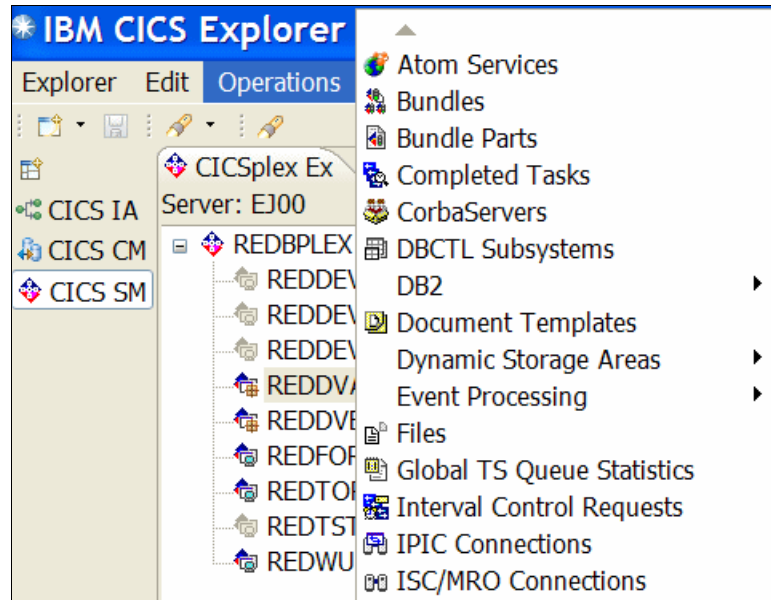 IBM CICS Explorer
Explorer Edit Operations
CICSplex Ex
Server: EJ00
CICS IA
CICS CM
CICS SM
REDBPLEX
REDDEV
REDDEV
REDDEV
REDDVA
REDDVE
REDFOR
REDTOR
REDTST
REDWU
Atom Services
Bundles
Bundle Parts
Completed Tasks
CorbaServers
DBCTL Subsystems
DB2
Document Templates
Dynamic Storage Areas
Event Processing
Files
Global TS Queue Statistics
Interval Control Requests
IPIC Connections
ISC/MRO Connections